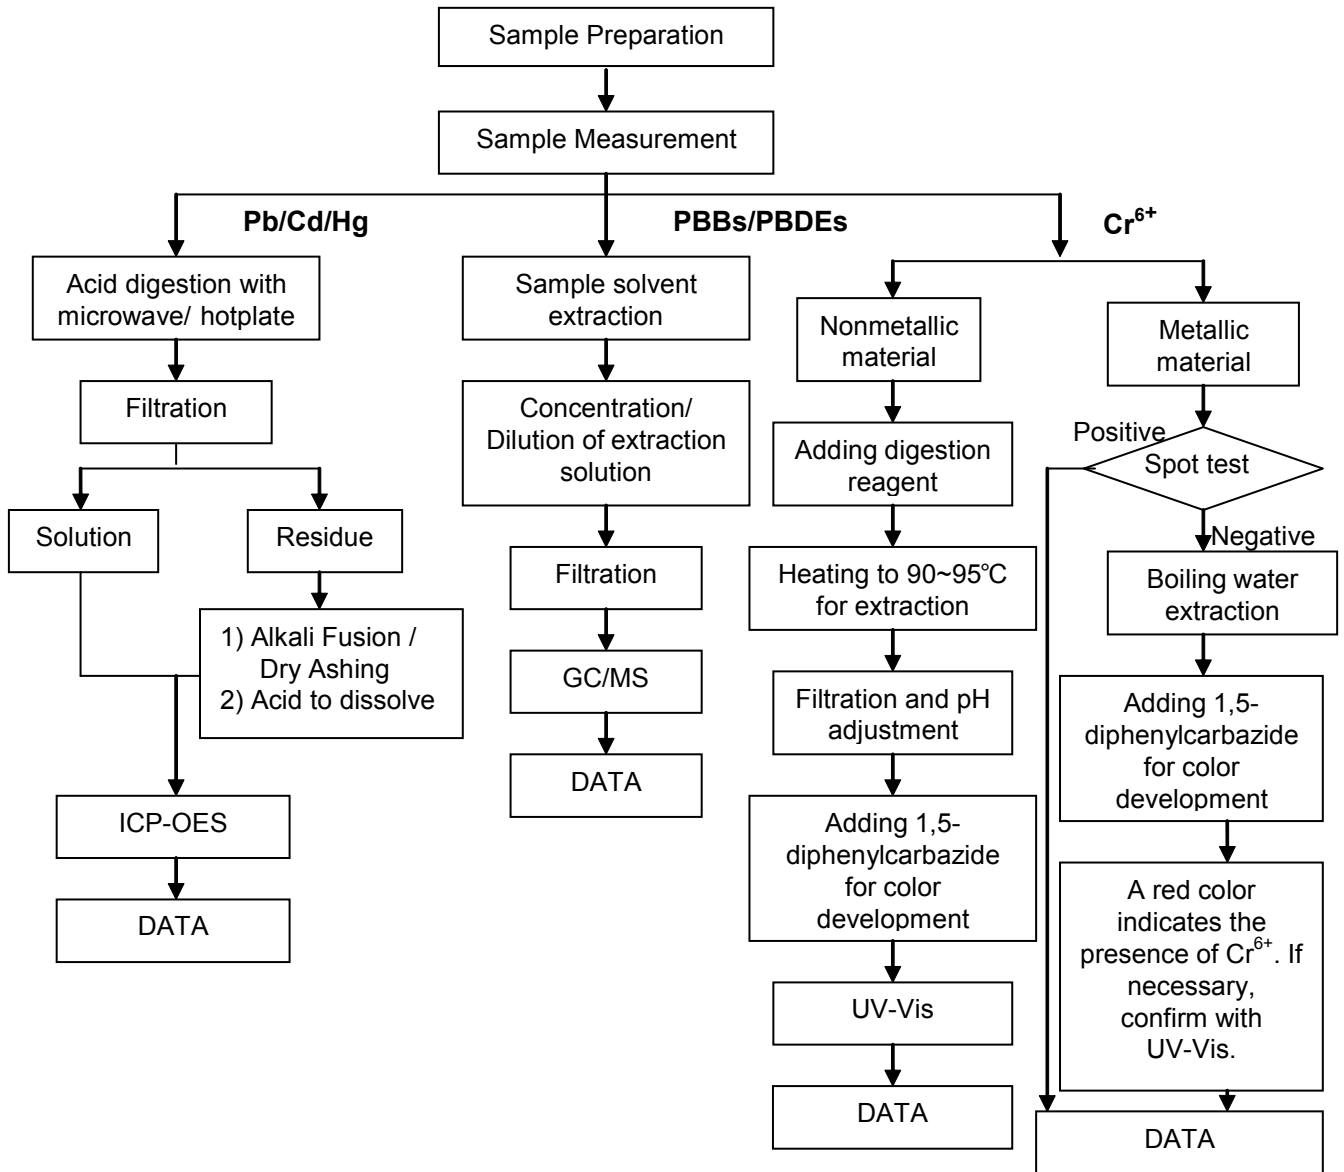 Sample Preparation
Sample Measurement
Pb/Cd/Hg
Acid digestion with
microwave/ hotplate
Filtration
Solution
Residue
1) Alkali Fusion /
Dry Ashing
2) Acid to dissolve
ICP-OES
DATA
PBBs/PBDEs
Sample solvent
extraction
Concentration/
Dilution of extraction
solution
Filtration
GC/MS
DATA
Cr⁶⁺
Nonmetallic
material
Adding digestion
reagent
Heating to 90~95℃
for extraction
Filtration and pH
adjustment
Adding 1,5-
diphenylcarbazide
for color
development
UV-Vis
DATA
Metallic
material
Positive
Spot test
Negative
Boiling water
extraction
Adding 1,5-
diphenylcarbazide
for color
development
A red color
indicates the
presence of Cr⁶⁺. If
necessary,
confirm with
UV-Vis.
DATA